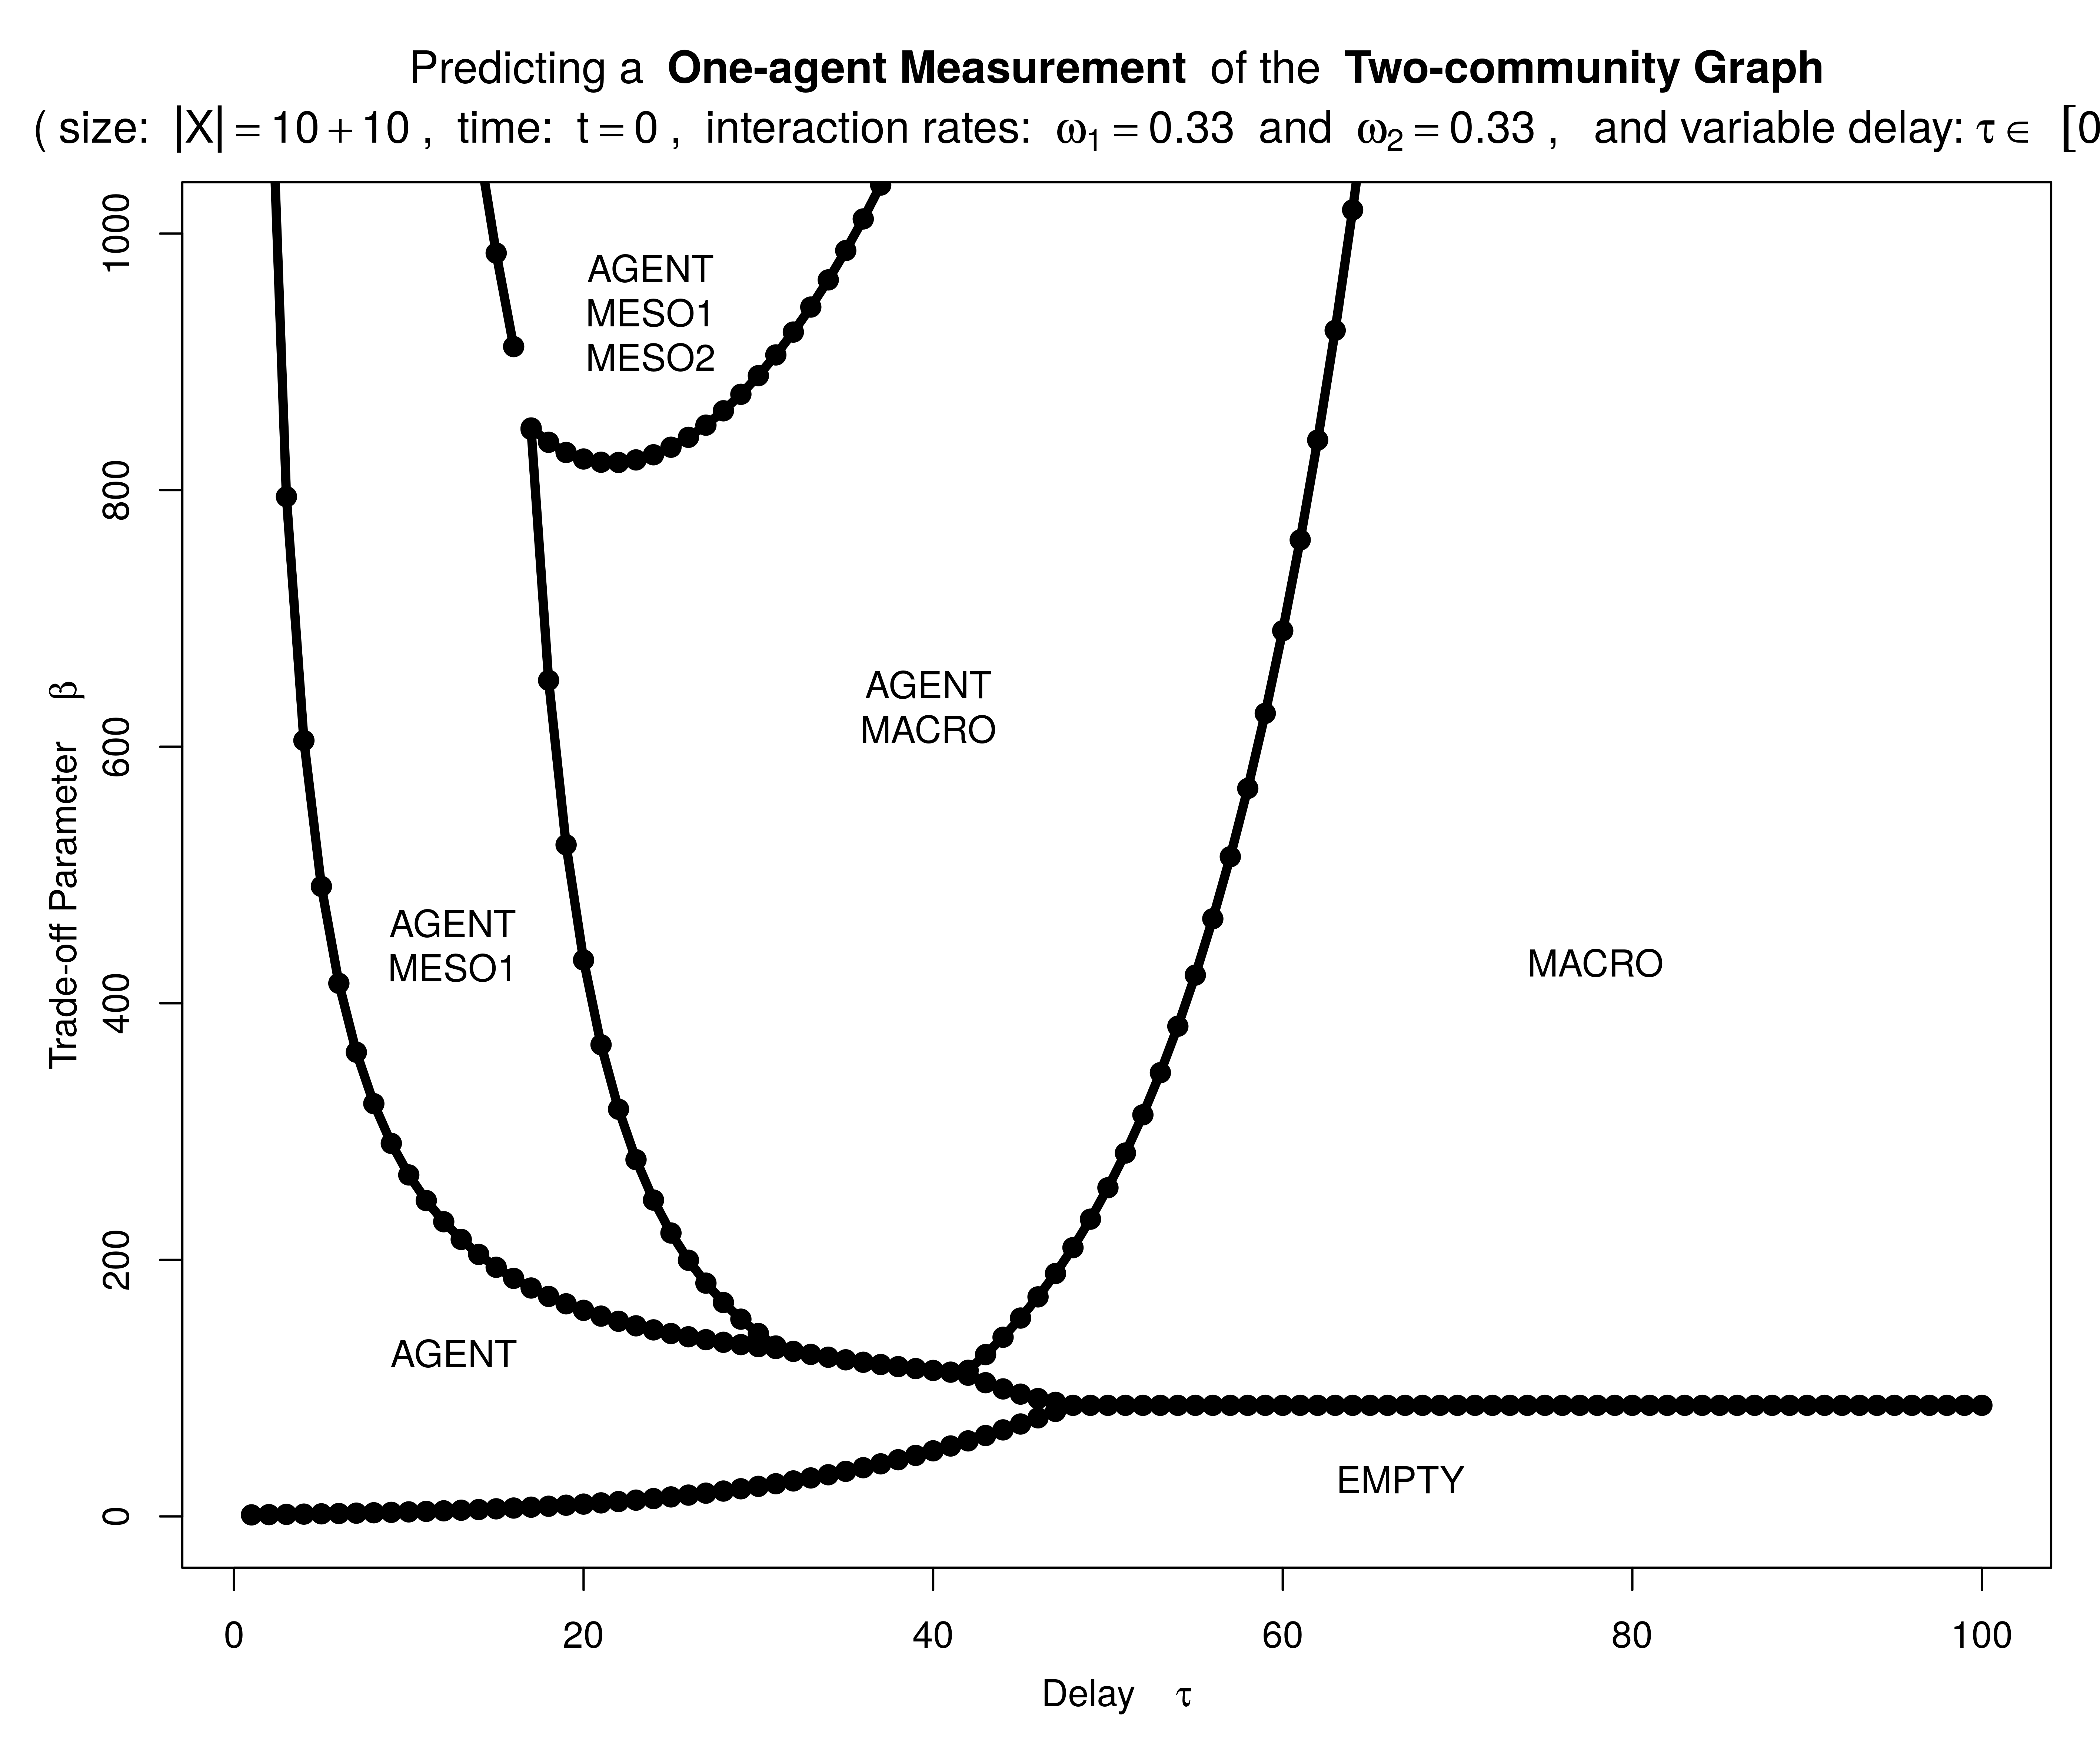 Predicting a One-agent Measurement of the Two-community Graph
( size: |X| = 10 + 10 , time: t = 0 , interaction rates: ω₁ = 0.33 and ω₂ = 0.33 , and variable delay: τ ∈ [0
1000
800
600
400
200
0
Trade-off Parameter β
AGENT
MESO1
MESO2
AGENT
MACRO
AGENT
MESO1
MACRO
AGENT
EMPTY
0 20 40 60 80 100
Delay τ